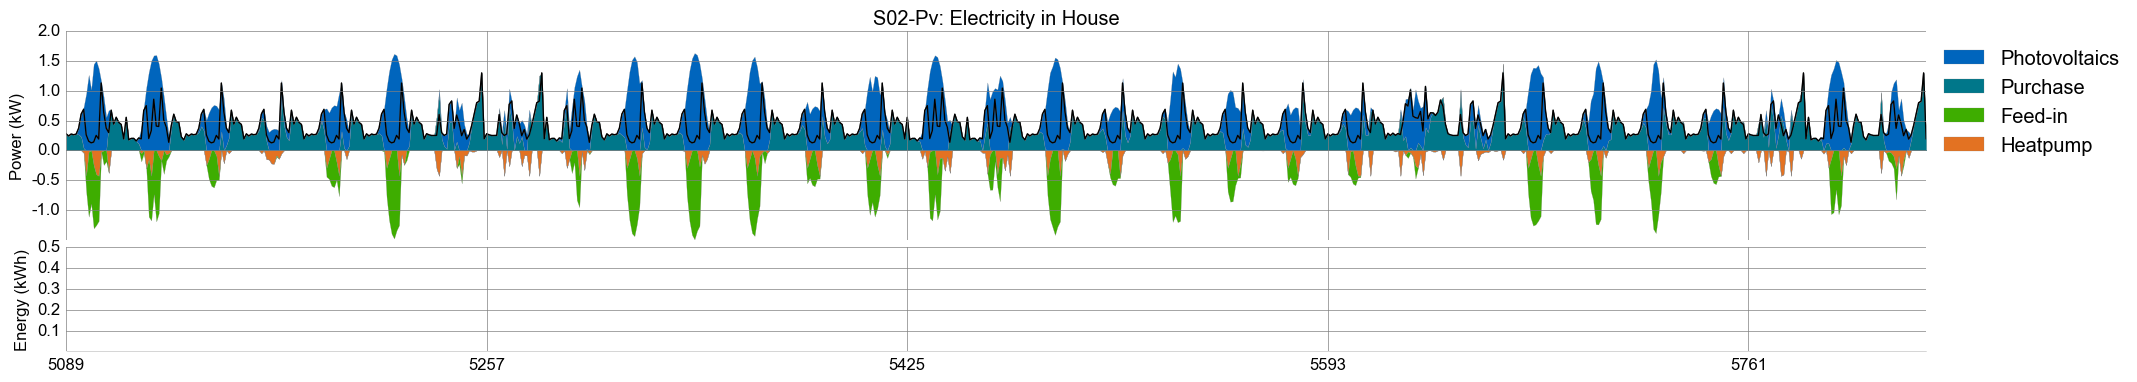 S02-Pv: Electricity in House
Power (kW)
2.0
1.5
1.0
0.5
0.0
-0.5
-1.0
Photovoltaics
Purchase
Feed-in
Heatpump
Energy (kWh)
0.5
0.4
0.3
0.2
0.1
5089 5257 5425 5593 5761